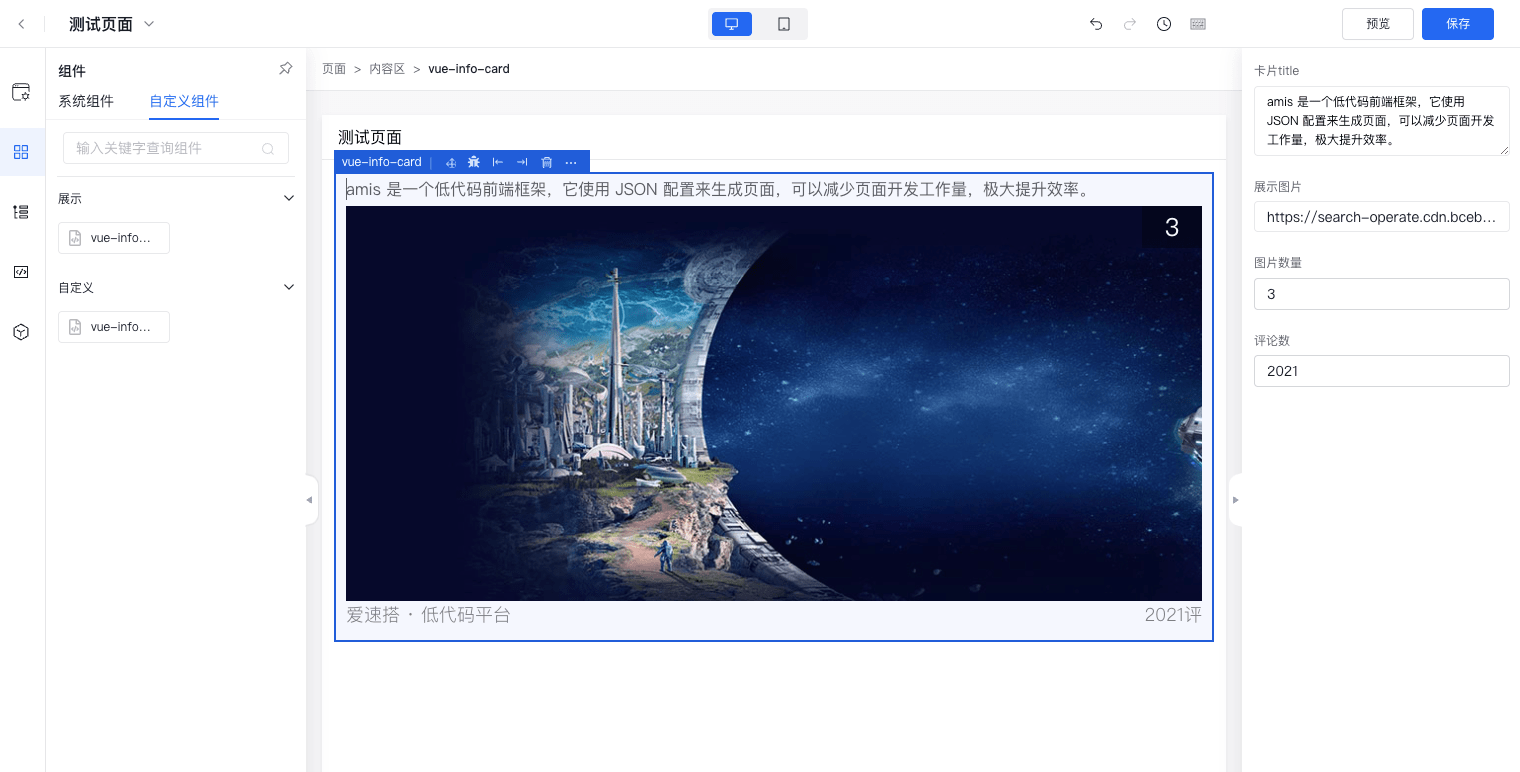 测试页面
预览
保存
组件
系统组件
自定义组件
输入关键字查询组件
展示
vue-info...
自定义
vue-info...
页面 > 内容区 > vue-info-card
测试页面
vue-info-card
amis 是一个低代码前端框架，它使用 JSON 配置来生成页面，可以减少页面开发工作量，极大提升效率。
3
爱速搭 · 低代码平台
2021评
卡片title
amis 是一个低代码前端框架，它使用
JSON 配置来生成页面，可以减少页面开发
工作量，极大提升效率。
展示图片
https://search-operate.cdn.bceb...
图片数量
3
评论数
2021